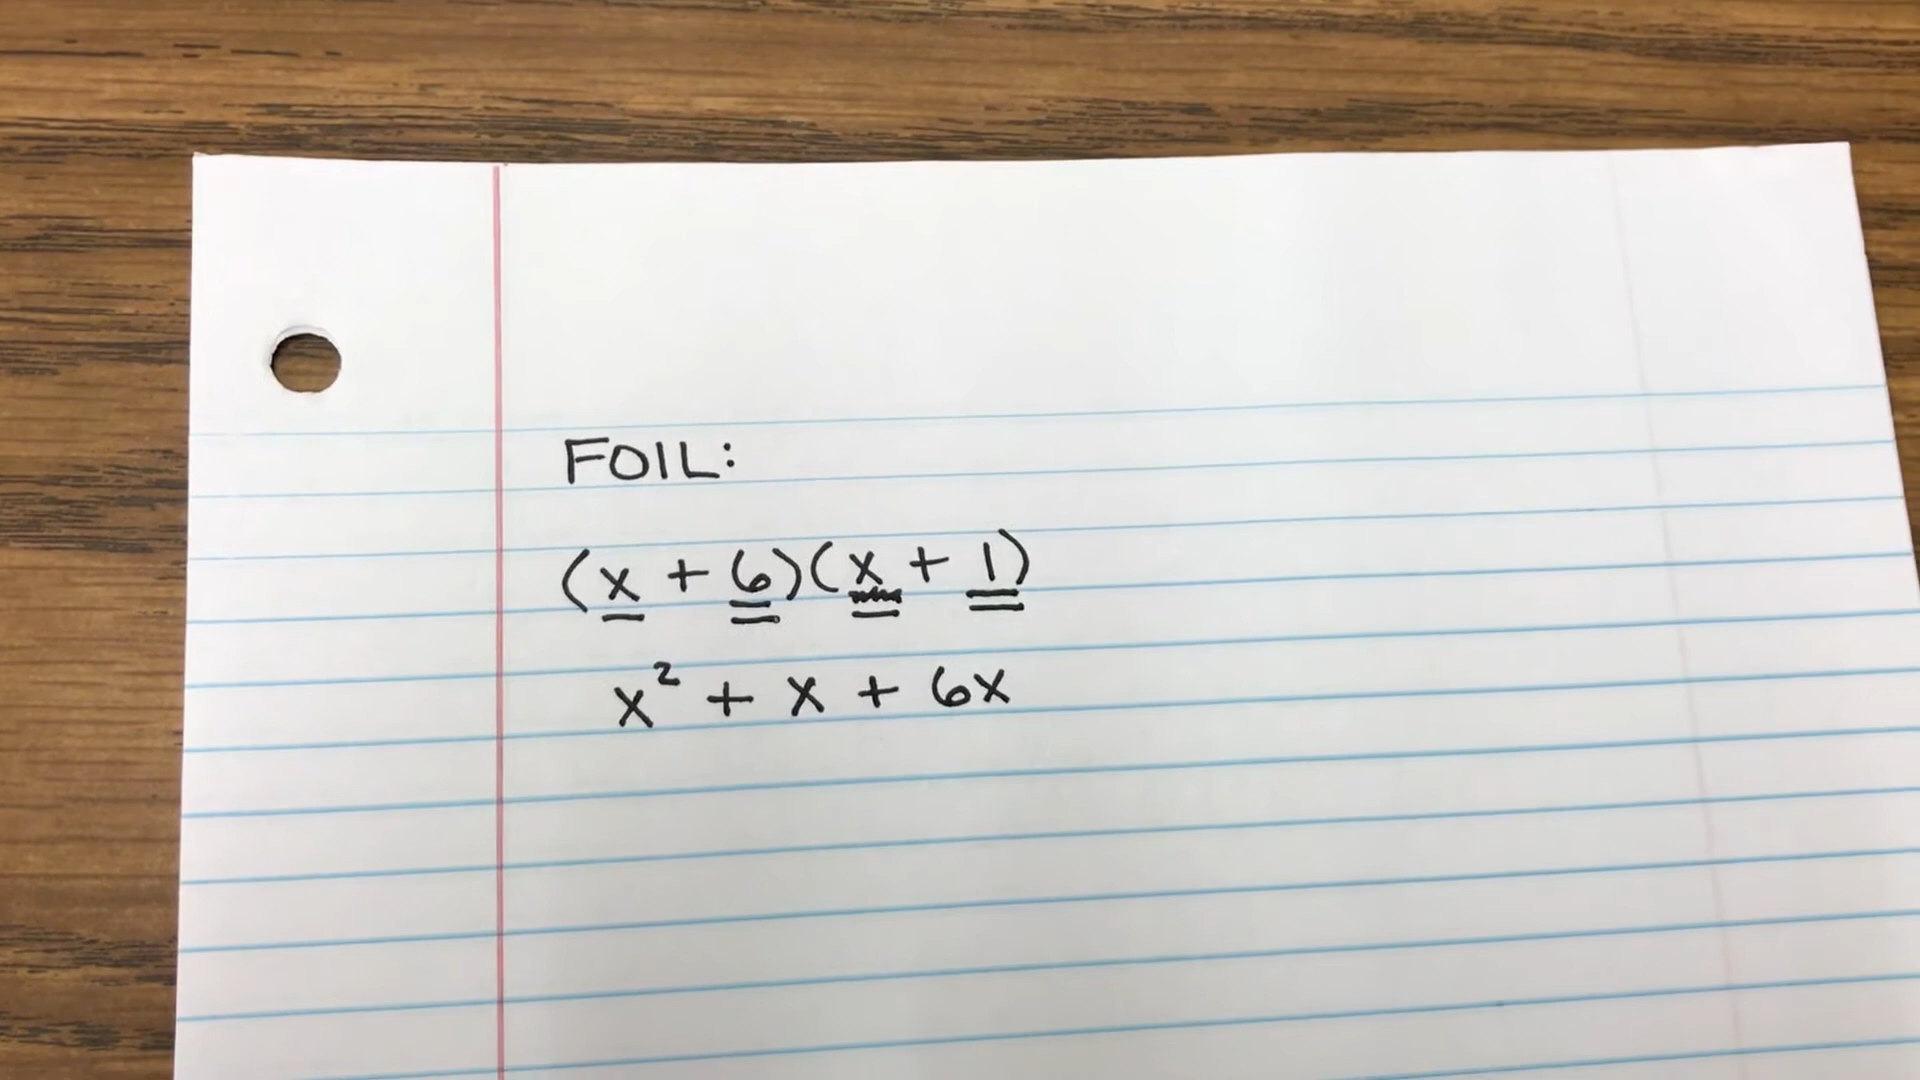 FOIL:
(x + 6)(x + 1)
x² + x + 6x